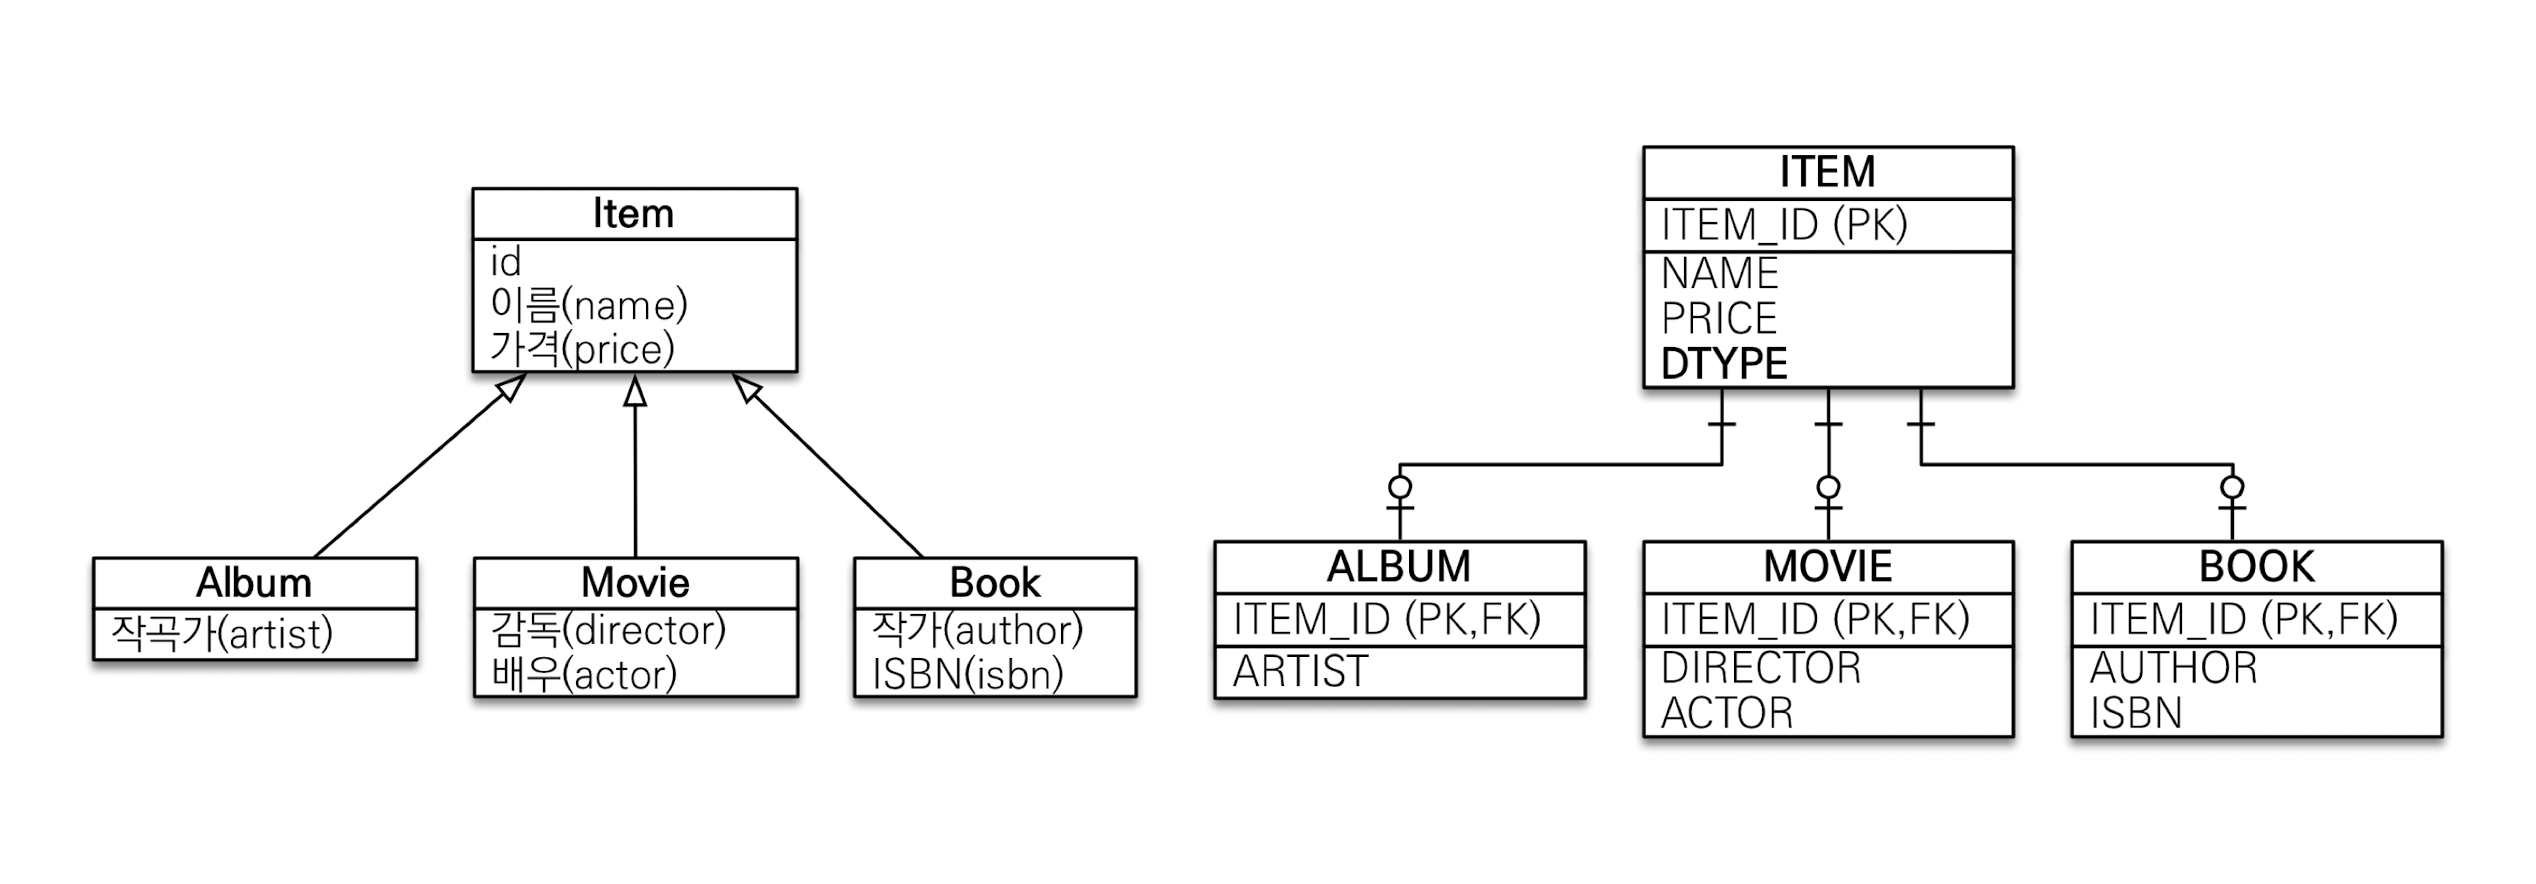 Item
id
이름(name)
가격(price)
Album
작곡가(artist)
Movie
감독(director)
배우(actor)
Book
작가(author)
ISBN(isbn)
ITEM
ITEM_ID (PK)
NAME
PRICE
DTYPE
ALBUM
ITEM_ID (PK,FK)
ARTIST
MOVIE
ITEM_ID (PK,FK)
DIRECTOR
ACTOR
BOOK
ITEM_ID (PK,FK)
AUTHOR
ISBN